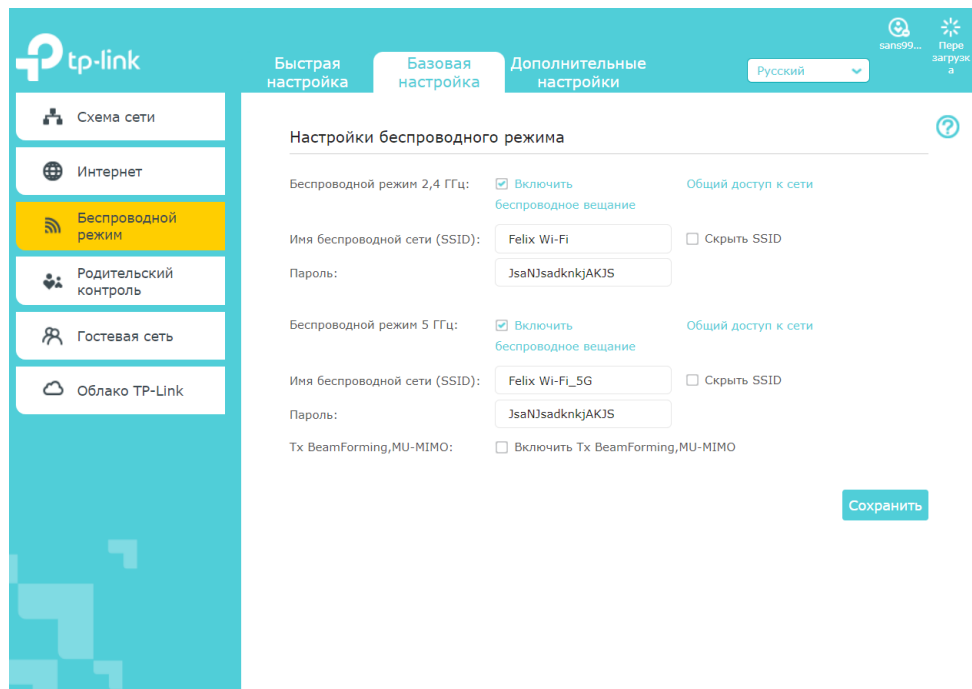 tp-link
Быстрая
настройка
Базовая
настройка
Дополнительные
настройки
Русский
sans99...
Пере
загрузк
а
Схема сети
Интернет
Беспроводной
режим
Родительский
контроль
Гостевая сеть
Облако TP-Link
Настройки беспроводного режима
Беспроводной режим 2,4 ГГц:
Включить
беспроводное вещание
Общий доступ к сети
Имя беспроводной сети (SSID):
Felix Wi-Fi
Скрыть SSID
Пароль:
JsaNJsadknkjAKJS
Беспроводной режим 5 ГГц:
Включить
беспроводное вещание
Общий доступ к сети
Имя беспроводной сети (SSID):
Felix Wi-Fi_5G
Скрыть SSID
Пароль:
JsaNJsadknkjAKJS
Tx BeamForming,MU-MIMO:
Включить Tx BeamForming,MU-MIMO
Сохранить